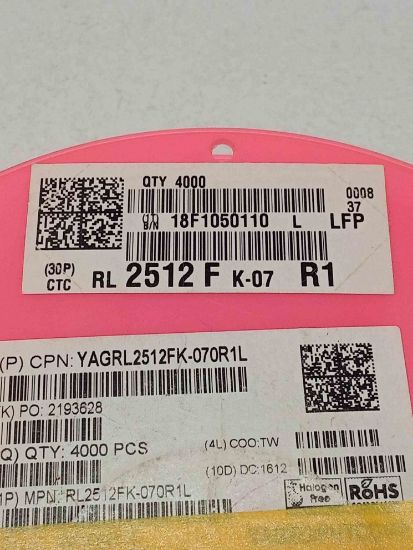 QTY 4000
0008
37
18F1050110 L LFP
(30P)
CTC
RL 2512 F K-07 R1
(P) CPN: YAGRL2512FK-070R1L
K) PO: 2193628
Q) QTY: 4000 PCS
(4L) COO:TW
(10D) DC:1612
1P) MPN: RL2512FK-070R1L
Halogen
Free
RoHS